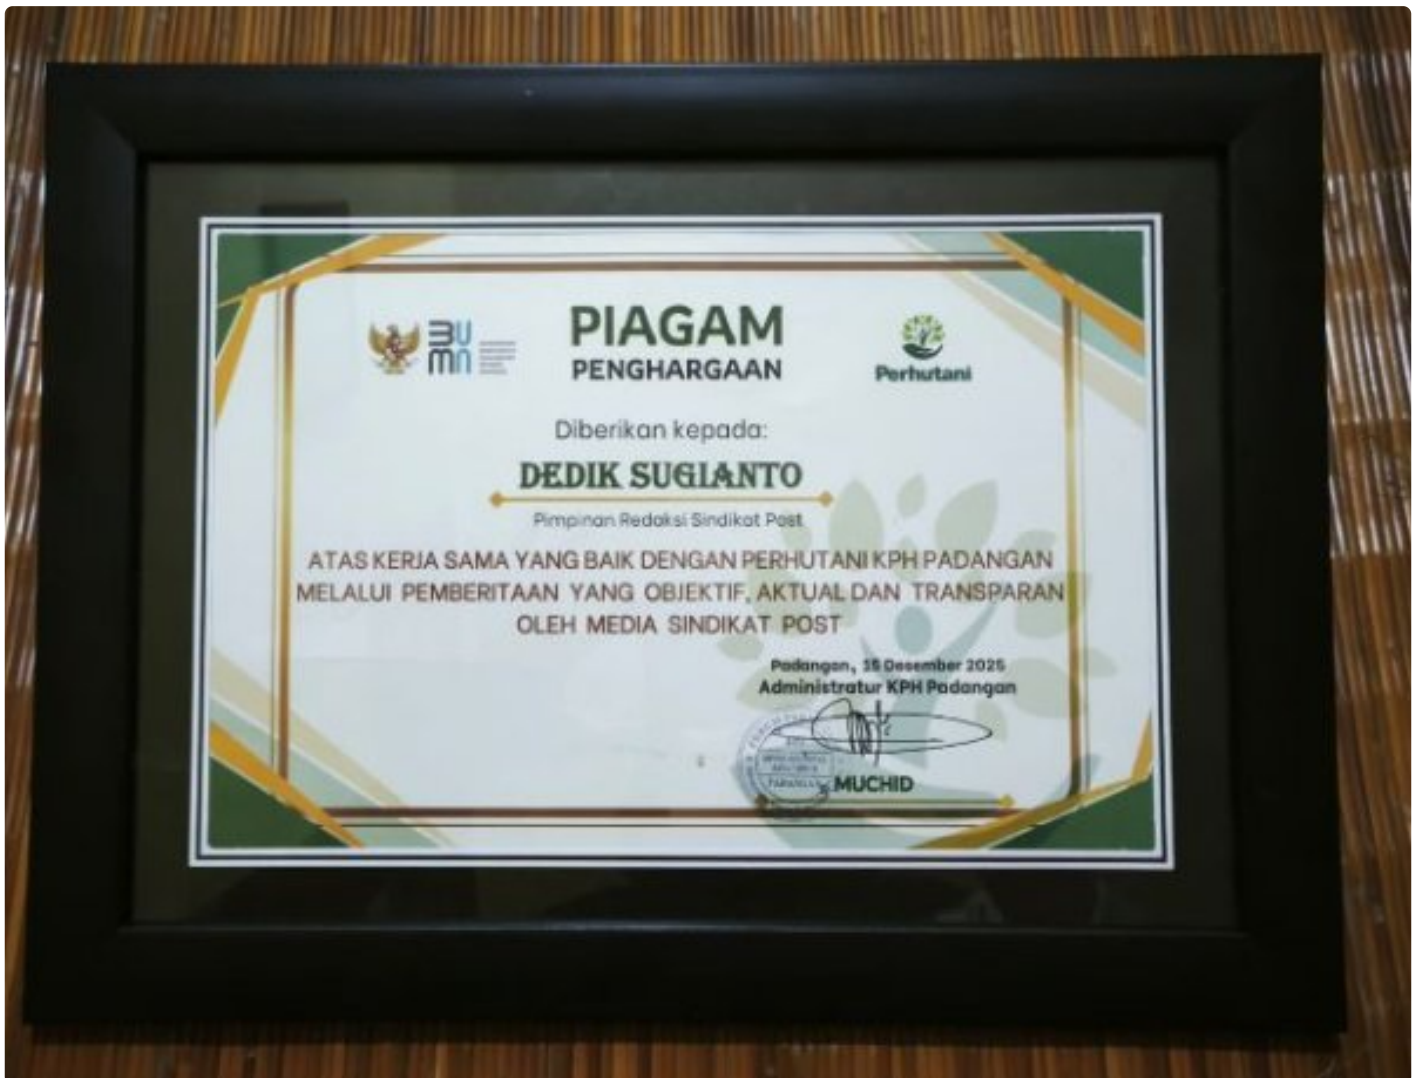 BUMN
PIAGAM
PENGHARGAAN
Perhutani
Diberikan kepada:
DEDIK SUGIANTO
Pimpinan Redaksi Sindikat Post
ATAS KERJA SAMA YANG BAIK DENGAN PERHUTANI KPH PADANGAN
MELALUI PEMBERITAAN YANG OBJEKTIF, AKTUAL DAN TRANSPARAN
OLEH MEDIA SINDIKAT POST
Padangan, 15 Desember 2025
Administratur KPH Padangan
PADANGAN
MUCHID